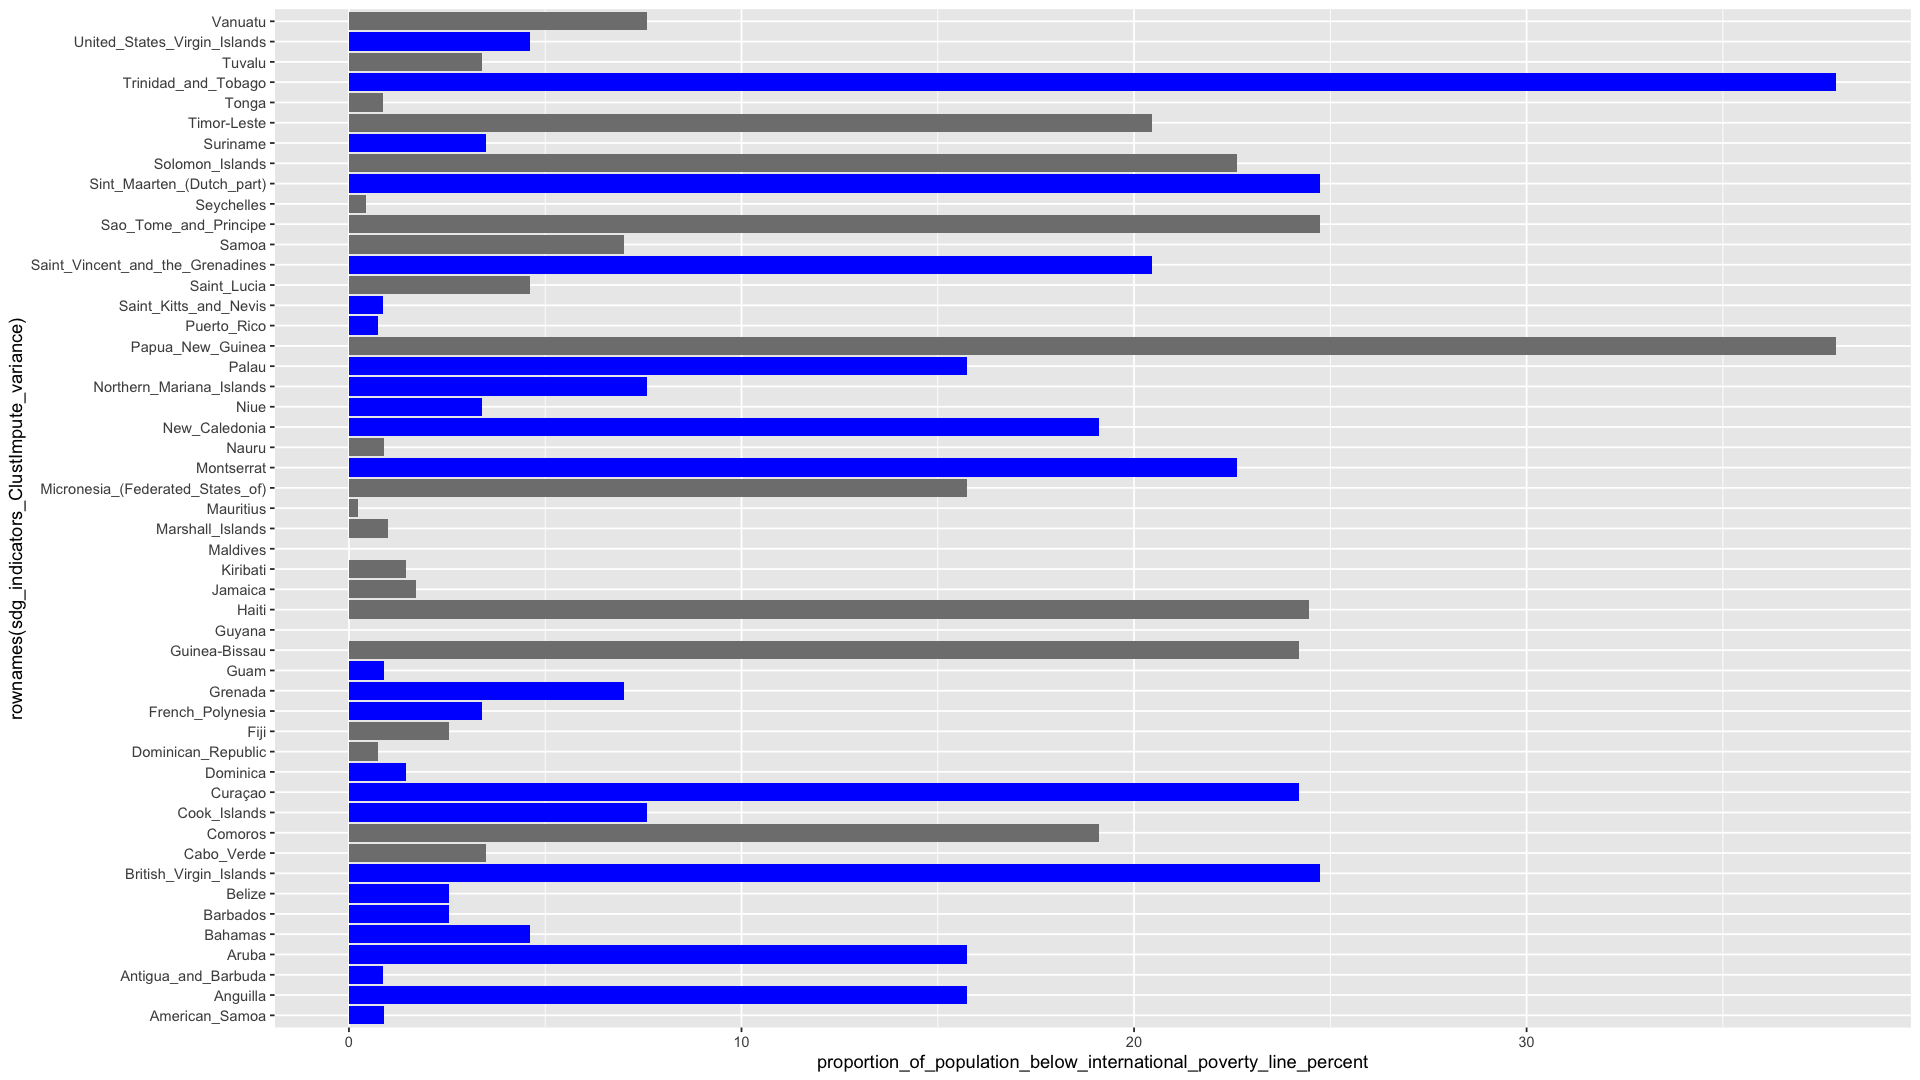 rownames(sdg_indicators_ClustImpute_variance)
Vanuatu
United_States_Virgin_Islands
Tuvalu
Trinidad_and_Tobago
Tonga
Timor-Leste
Suriname
Solomon_Islands
Sint_Maarten_(Dutch_part)
Seychelles
Sao_Tome_and_Principe
Samoa
Saint_Vincent_and_the_Grenadines
Saint_Lucia
Saint_Kitts_and_Nevis
Puerto_Rico
Papua_New_Guinea
Palau
Northern_Mariana_Islands
Niue
New_Caledonia
Nauru
Montserrat
Micronesia_(Federated_States_of)
Mauritius
Marshall_Islands
Maldives
Kiribati
Jamaica
Haiti
Guyana
Guinea-Bissau
Guam
Grenada
French_Polynesia
Fiji
Dominican_Republic
Dominica
Curaçao
Cook_Islands
Comoros
Cabo_Verde
British_Virgin_Islands
Belize
Barbados
Bahamas
Aruba
Antigua_and_Barbuda
Anguilla
American_Samoa
0 10 20 30
proportion_of_population_below_international_poverty_line_percent